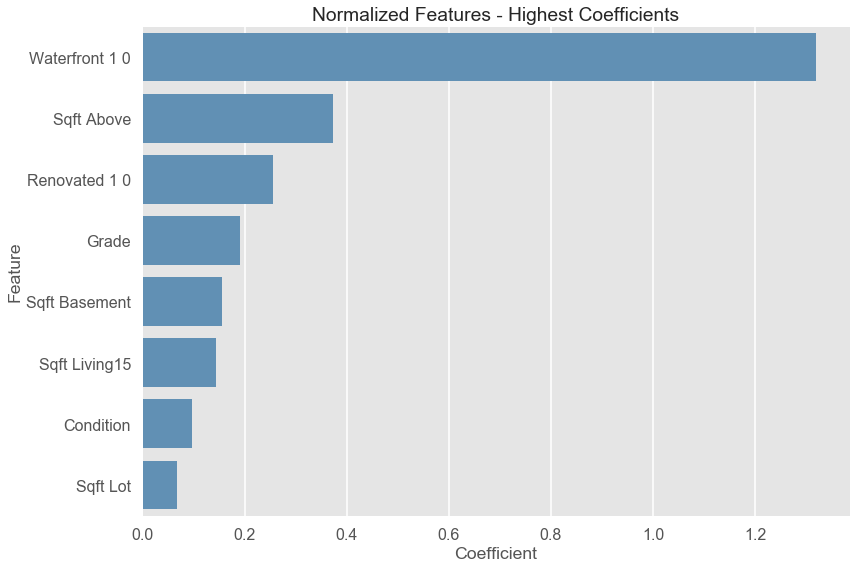 Normalized Features - Highest Coefficients
Feature
Waterfront 1 0
Sqft Above
Renovated 1 0
Grade
Sqft Basement
Sqft Living15
Condition
Sqft Lot
0.0 0.2 0.4 0.6 0.8 1.0 1.2
Coefficient